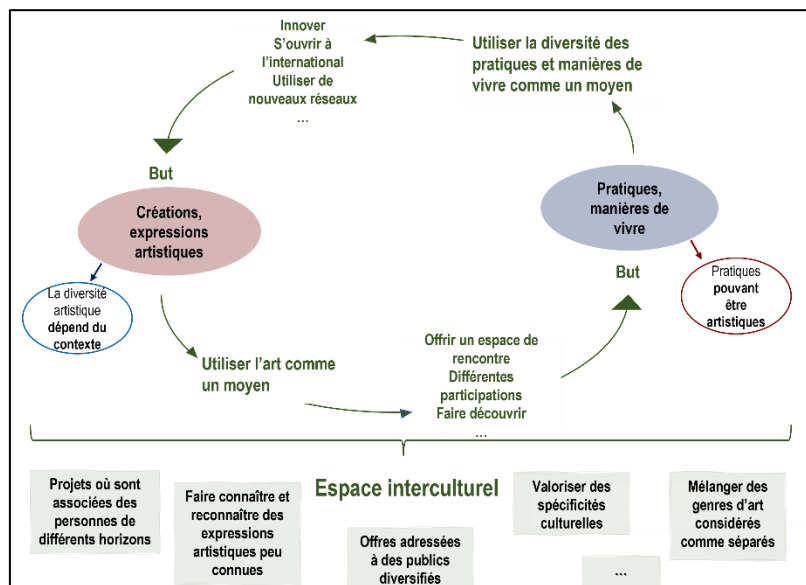 Innover
S'ouvrir à
l'international
Utiliser de
nouveaux réseaux
...
Utiliser la diversité des
pratiques et manières de
vivre comme un moyen
But
Créations,
expressions
artistiques
Pratiques,
manières de
vivre
But
La diversité
artistique
dépend du
contexte
Pratiques
pouvant
être
artistiques
Utiliser l'art comme
un moyen
Offrir un espace de
rencontre
Différentes
participations
Faire découvrir
...
Espace interculturel
Projets où sont
associées des
personnes de
différents horizons
Faire connaître et
reconnaître des
expressions
artistiques peu
connues
Offres adressées
à des publics
diversifiés
Valoriser des
spécificités
culturelles
...
Mélanger des
genres d'art
considérés
comme séparés